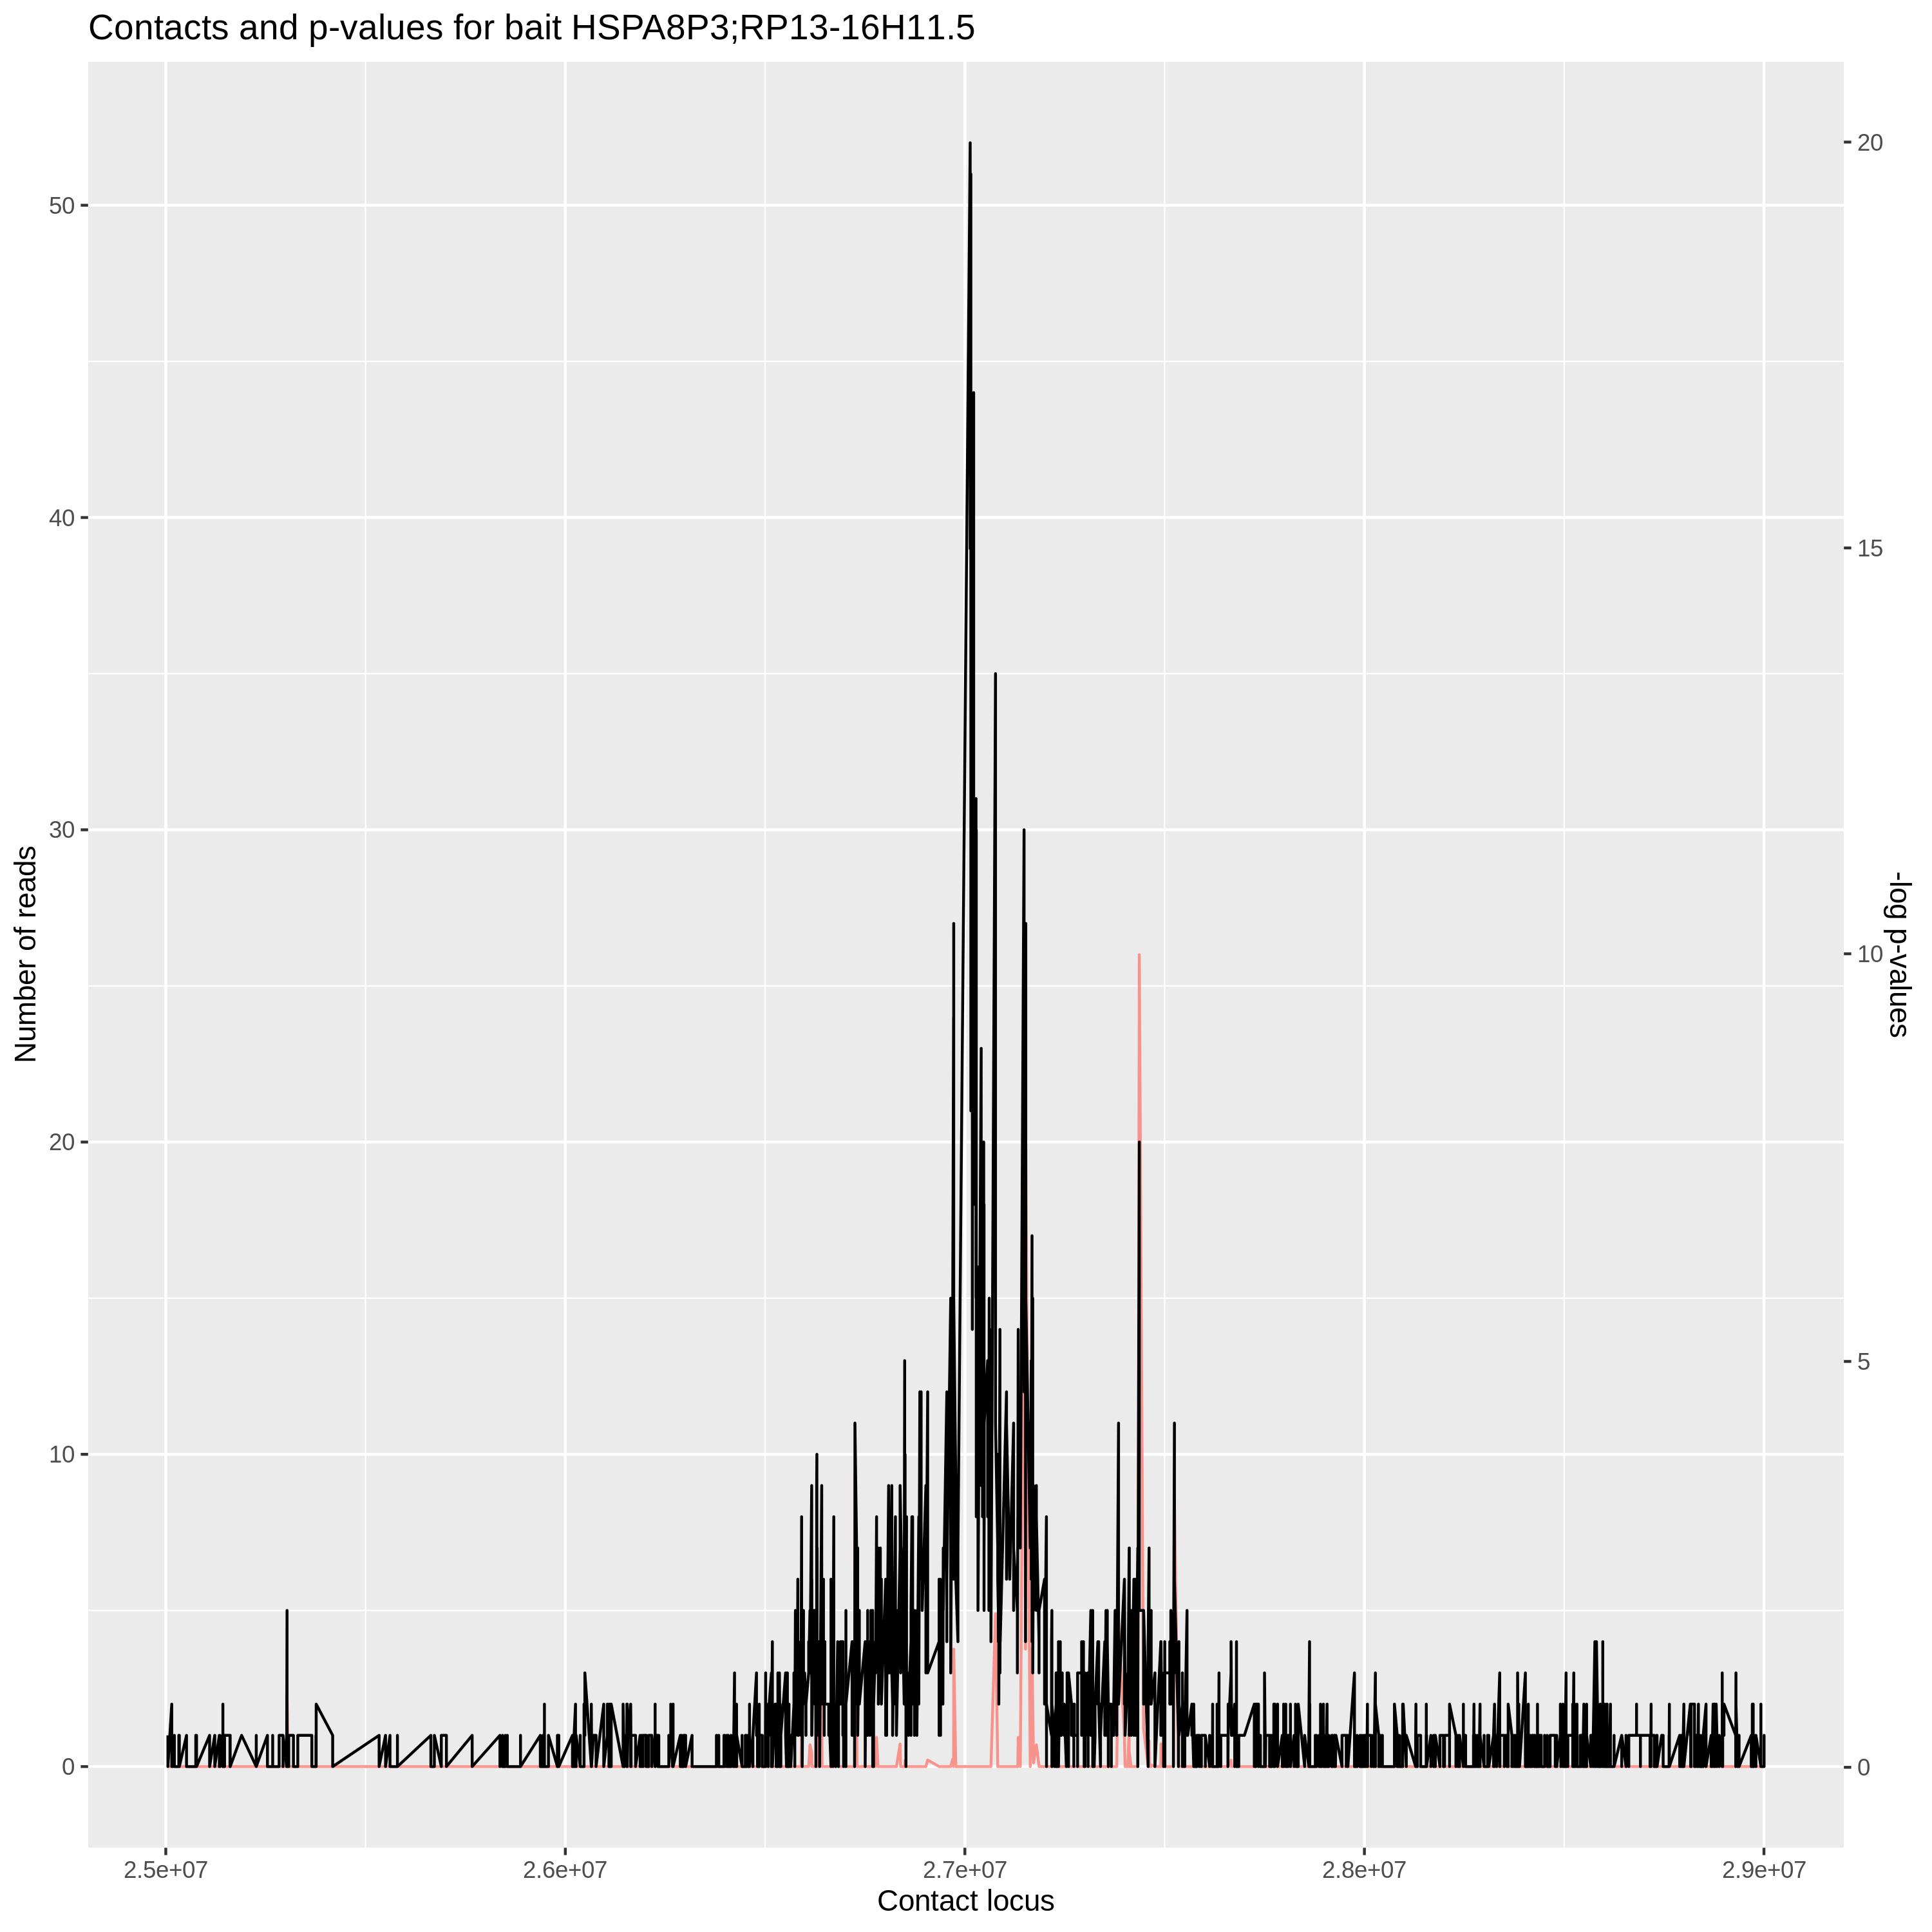 Contacts and p-values for bait HSPA8P3;RP13-16H11.5
Number of reads
50
40
30
20
10
0
20
15
10
5
0
-log p-values
2.5e+07
2.6e+07
2.7e+07
2.8e+07
2.9e+07
Contact locus